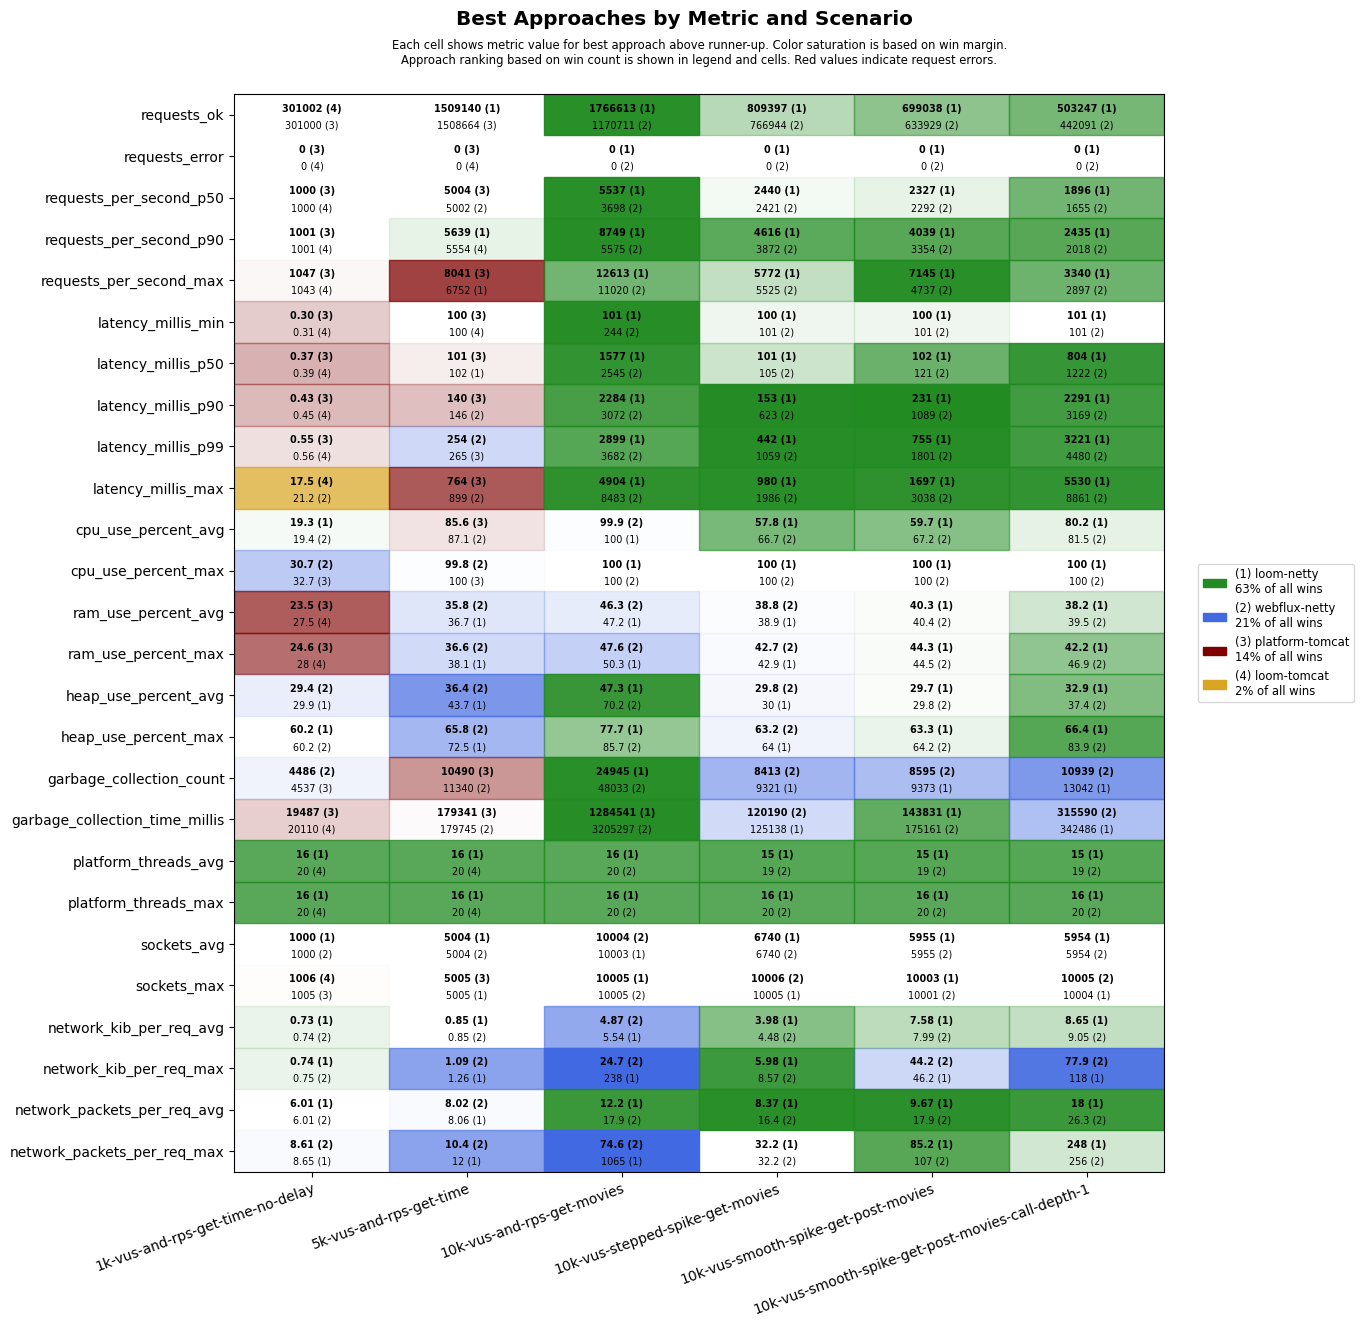 Best Approaches by Metric and Scenario
Each cell shows metric value for best approach above runner-up. Color saturation is based on win margin.
Approach ranking based on win count is shown in legend and cells. Red values indicate request errors.
requests_ok
301002 (4) 1509140 (1) 1766613 (1) 809397 (1) 699038 (1) 503247 (1)
301000 (3) 1508664 (3) 1170711 (2) 766944 (2) 633929 (2) 442091 (2)
requests_error
0 (3) 0 (3) 0 (1) 0 (1) 0 (1) 0 (1)
0 (4) 0 (4) 0 (2) 0 (2) 0 (2) 0 (2)
requests_per_second_p50
1000 (3) 5004 (3) 5537 (1) 2440 (1) 2327 (1) 1896 (1)
1000 (4) 5002 (2) 3698 (2) 2421 (2) 2292 (2) 1655 (2)
requests_per_second_p90
1001 (3) 5639 (1) 8749 (1) 4616 (1) 4039 (1) 2435 (1)
1001 (4) 5554 (4) 5575 (2) 3872 (2) 3354 (2) 2018 (2)
requests_per_second_max
1047 (3) 8041 (3) 12613 (1) 5772 (1) 7145 (1) 3340 (1)
1043 (4) 6752 (1) 11020 (2) 5525 (2) 4737 (2) 2897 (2)
latency_millis_min
0.30 (3) 100 (3) 101 (1) 100 (1) 100 (1) 101 (1)
0.31 (4) 100 (4) 244 (2) 101 (2) 101 (2) 101 (2)
latency_millis_p50
0.37 (3) 101 (3) 1577 (1) 101 (1) 102 (1) 804 (1)
0.39 (4) 102 (1) 2545 (2) 105 (2) 121 (2) 1222 (2)
latency_millis_p90
0.43 (3) 140 (3) 2284 (1) 153 (1) 231 (1) 2291 (1)
0.45 (4) 146 (2) 3072 (2) 623 (2) 1089 (2) 3169 (2)
latency_millis_p99
0.55 (3) 254 (2) 2899 (1) 442 (1) 755 (1) 3221 (1)
0.56 (4) 265 (3) 3682 (2) 1059 (2) 1801 (2) 4480 (2)
latency_millis_max
17.5 (4) 764 (3) 4904 (1) 980 (1) 1697 (1) 5530 (1)
21.2 (2) 899 (2) 8483 (2) 1986 (2) 3038 (2) 8861 (2)
cpu_use_percent_avg
19.3 (1) 85.6 (3) 99.9 (2) 57.8 (1) 59.7 (1) 80.2 (1)
19.4 (2) 87.1 (2) 100 (1) 66.7 (2) 67.2 (2) 81.5 (2)
cpu_use_percent_max
30.7 (2) 99.8 (2) 100 (1) 100 (1) 100 (1) 100 (1)
32.7 (3) 100 (3) 100 (2) 100 (2) 100 (2) 100 (2)
ram_use_percent_avg
23.5 (3) 35.8 (2) 46.3 (2) 38.8 (2) 40.3 (1) 38.2 (1)
27.5 (4) 36.7 (1) 47.2 (1) 38.9 (1) 40.4 (2) 39.5 (2)
ram_use_percent_max
24.6 (3) 36.6 (2) 47.6 (2) 42.7 (2) 44.3 (1) 42.2 (1)
28 (4) 38.1 (1) 50.3 (1) 42.9 (1) 44.5 (2) 46.9 (2)
heap_use_percent_avg
29.4 (2) 36.4 (2) 47.3 (1) 29.8 (2) 29.7 (1) 32.9 (1)
29.9 (1) 43.7 (1) 70.2 (2) 30 (1) 29.8 (2) 37.4 (2)
heap_use_percent_max
60.2 (1) 65.8 (2) 77.7 (1) 63.2 (2) 63.3 (1) 66.4 (1)
60.2 (2) 72.5 (1) 85.7 (2) 64 (1) 64.2 (2) 83.9 (2)
garbage_collection_count
4486 (2) 10490 (3) 24945 (1) 8413 (2) 8595 (2) 10939 (2)
4537 (3) 11340 (2) 48033 (2) 9321 (1) 9373 (1) 13042 (1)
garbage_collection_time_millis
19487 (3) 179341 (3) 1284541 (1) 120190 (2) 143831 (1) 315590 (2)
20110 (4) 179745 (2) 3205297 (2) 125138 (1) 175161 (2) 342486 (1)
platform_threads_avg
16 (1) 16 (1) 16 (1) 15 (1) 15 (1) 15 (1)
20 (4) 20 (4) 20 (2) 19 (2) 19 (2) 19 (2)
platform_threads_max
16 (1) 16 (1) 16 (1) 16 (1) 16 (1) 16 (1)
20 (4) 20 (4) 20 (2) 20 (2) 20 (2) 20 (2)
sockets_avg
1000 (1) 5004 (1) 10004 (2) 6740 (1) 5955 (1) 5954 (1)
1000 (2) 5004 (2) 10003 (1) 6740 (2) 5955 (2) 5954 (2)
sockets_max
1006 (4) 5005 (3) 10005 (1) 10006 (2) 10003 (1) 10005 (2)
1005 (3) 5005 (1) 10005 (2) 10005 (1) 10001 (2) 10004 (1)
network_kib_per_req_avg
0.73 (1) 0.85 (1) 4.87 (2) 3.98 (1) 7.58 (1) 8.65 (1)
0.74 (2) 0.85 (2) 5.54 (1) 4.48 (2) 7.99 (2) 9.05 (2)
network_kib_per_req_max
0.74 (1) 1.09 (2) 24.7 (2) 5.98 (1) 44.2 (2) 77.9 (2)
0.75 (2) 1.26 (1) 238 (1) 8.57 (2) 46.2 (1) 118 (1)
network_packets_per_req_avg
6.01 (1) 8.02 (2) 12.2 (1) 8.37 (1) 9.67 (1) 18 (1)
6.01 (2) 8.06 (1) 17.9 (2) 16.4 (2) 17.9 (2) 26.3 (2)
network_packets_per_req_max
8.61 (2) 10.4 (2) 74.6 (2) 32.2 (1) 85.2 (1) 248 (1)
8.65 (1) 12 (1) 1065 (1) 32.2 (2) 107 (2) 256 (2)
1k-vus-and-rps-get-time-no-delay
5k-vus-and-rps-get-time
10k-vus-and-rps-get-movies
10k-vus-stepped-spike-get-movies
10k-vus-smooth-spike-get-post-movies
10k-vus-smooth-spike-get-post-movies-call-depth-1
(1) loom-netty
63% of all wins
(2) webflux-netty
21% of all wins
(3) platform-tomcat
14% of all wins
(4) loom-tomcat
2% of all wins